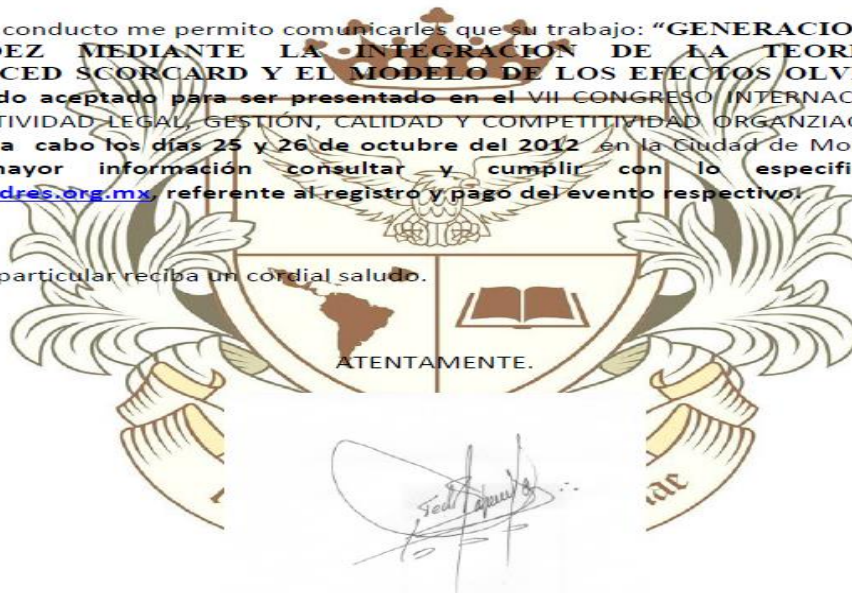 conducto me permito comunicarles que su trabajo: “GENERACIO
DEZ MEDIANTE LA INTEGRACION DE LA TEORI
CED SCORCARD Y EL MODELO DE LOS EFECTOS OLVI
do aceptado para ser presentado en el VII CONGRESO INTERNAC
TIVIDAD LEGAL, GESTIÓN, CALIDAD Y COMPETITIVIDAD ORGANZIAC
a cabo los días 25 y 26 de octubre del 2012 en la Ciudad de Mo
mayor información consultar y cumplir con lo especifi
dres.org.mx, referente al registro y pago del evento respectivo.
particular reciba un cordial saludo.
ATENTAMENTE.